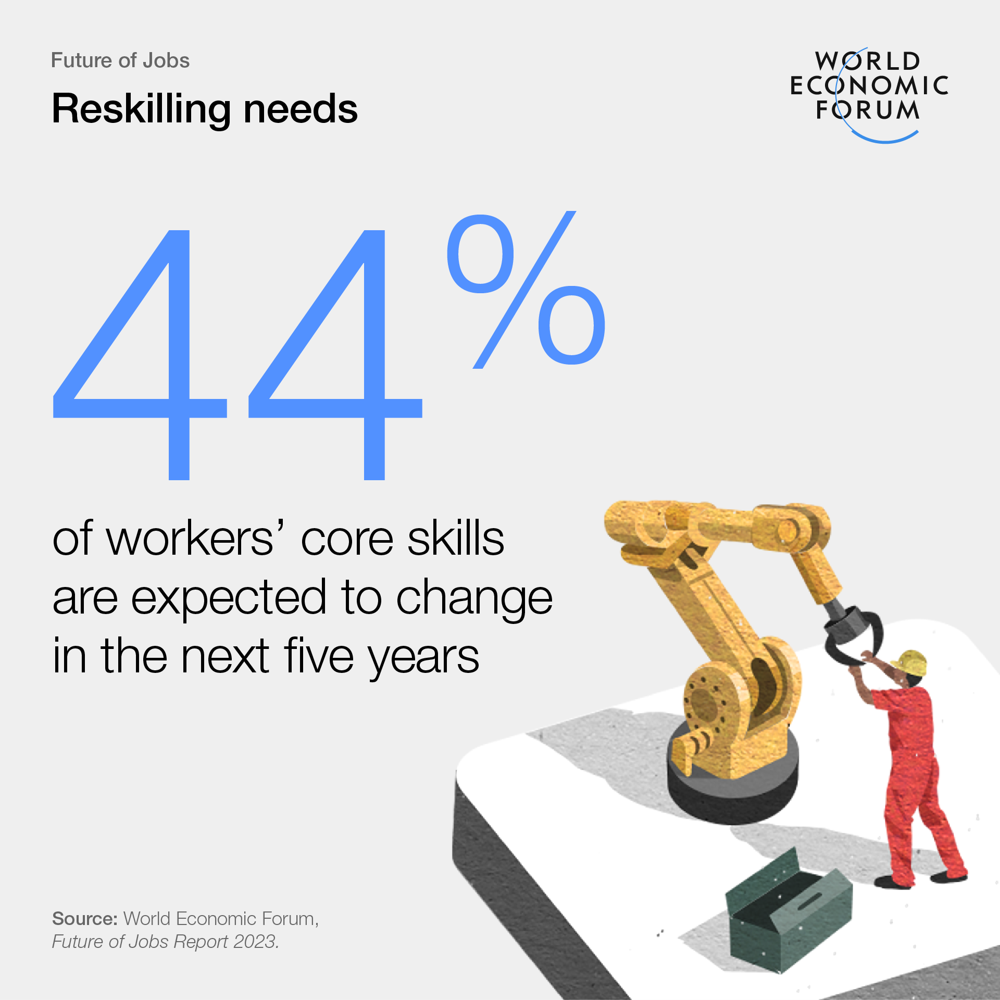 Future of Jobs
Reskilling needs
WORLD
ECONOMIC
FORUM
44%
of workers’ core skills
are expected to change
in the next five years
Source: World Economic Forum,
Future of Jobs Report 2023.